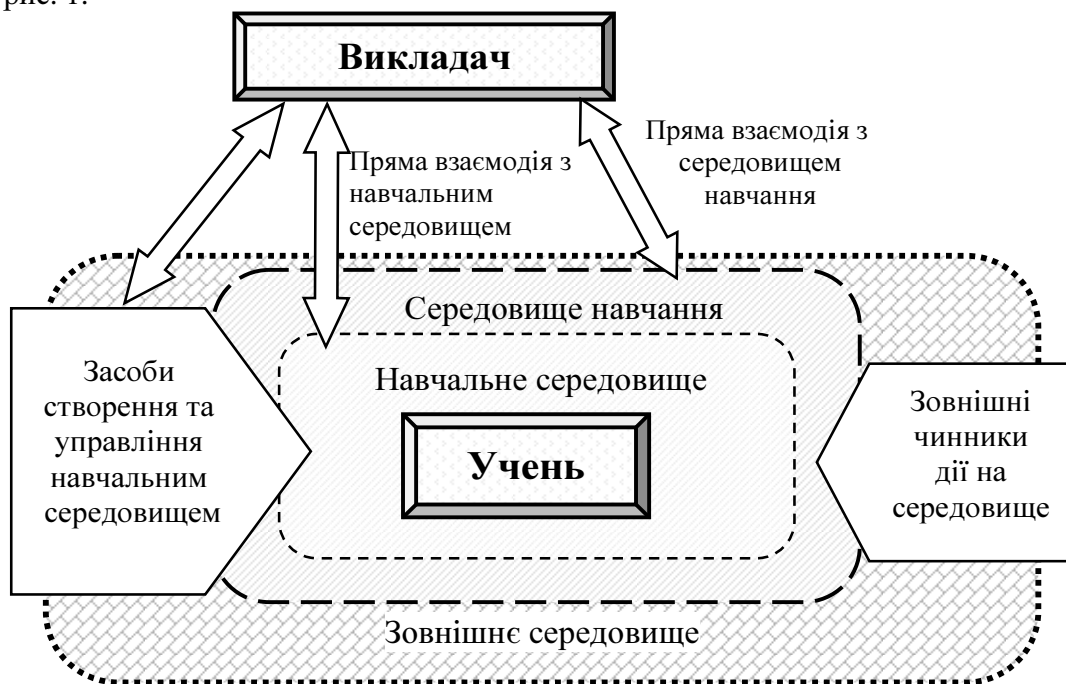 рис. 1.
Викладач
Пряма взаємодія з
навчальним
середовищем
Пряма взаємодія з
середовищем
навчання
Середовище навчання
Навчальне середовище
Учень
Засоби
створення та
управління
навчальним
середовищем
Зовнішні
чинники
дії на
середовище
Зовнішнє середовище